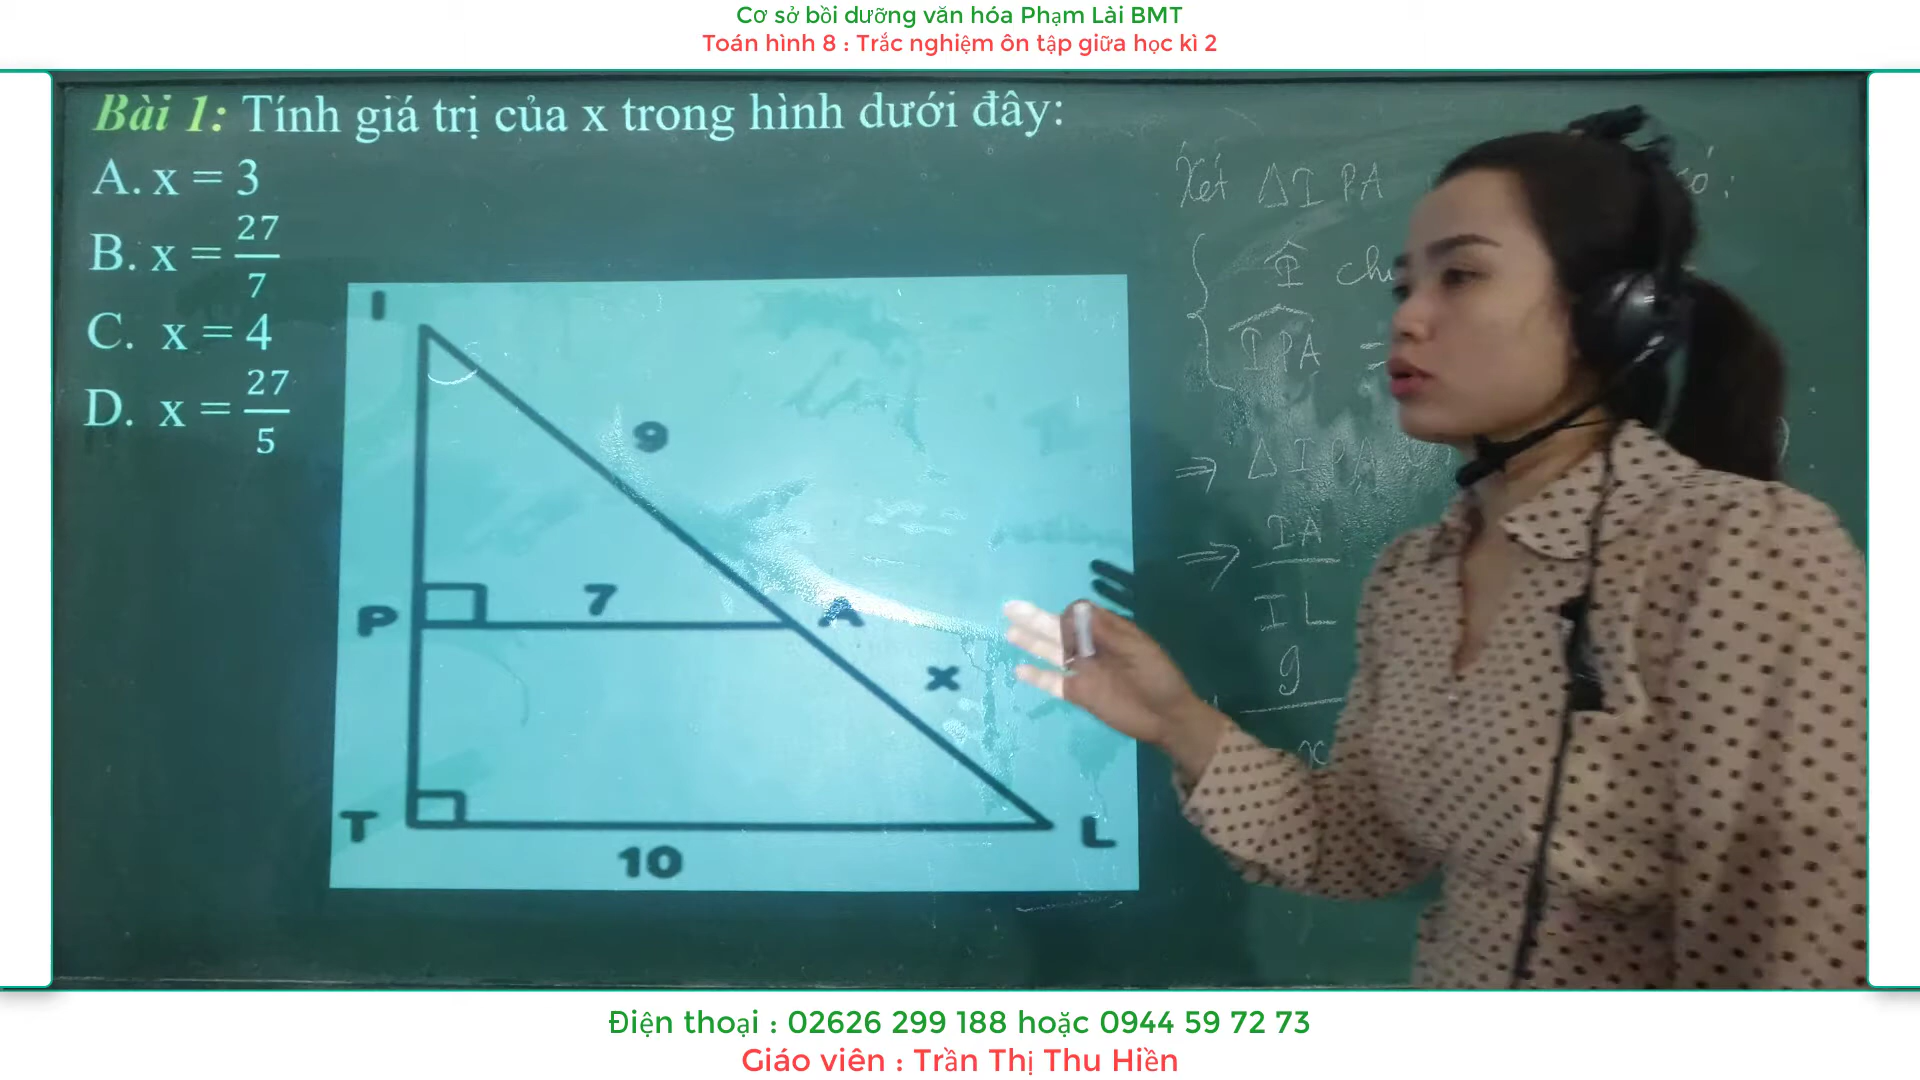 Cơ sở bồi dưỡng văn hóa Phạm Lài BMT
Toán hình 8 : Trắc nghiệm ôn tập giữa học kì 2
Bài 1: Tính giá trị của x trong hình dưới đây:
A. x = 3
B. x = 27/7
C. x = 4
D. x = 27/5
I
9
P
7
A
x
T
10
L
Xét ΔIPA có:
Î
IPA =
⇒ ΔIPA
⇒ IA
IL
9
x
Điện thoại : 02626 299 188 hoặc 0944 59 72 73
Giáo viên : Trần Thị Thu Hiền